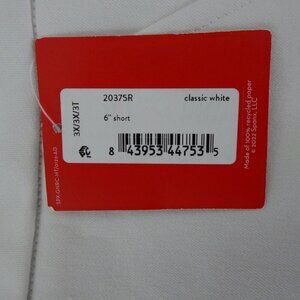 3X/3X/3T
20375R
classic white
6" short
8 43953 44753 5
Made of 100% recycled paper
© 2022 Spanx, LLC